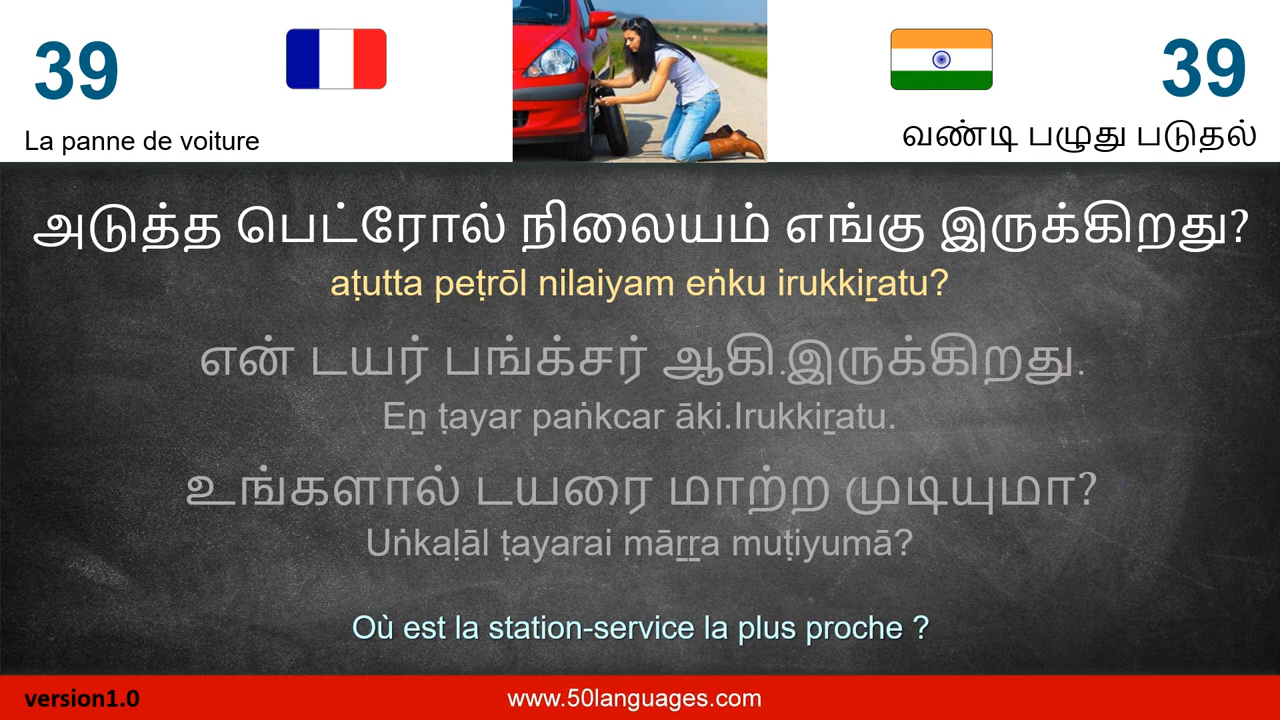 39
39
La panne de voiture
வண்டி பழுது படுதல்
அடுத்த பெட்ரோல் நிலையம் எங்கு இருக்கிறது?
aṭutta peṭrōl nilaiyam eṅku irukkiṟatu?
என் டயர் பங்க்சர் ஆகி.இருக்கிறது.
Eṉ ṭayar paṅkcar āki.Irukkiṟatu.
உங்களால் டயரை மாற்ற முடியுமா?
Uṅkaḷāl ṭayarai māṟṟa muṭiyumā?
Où est la station-service la plus proche ?
version1.0
www.50languages.com